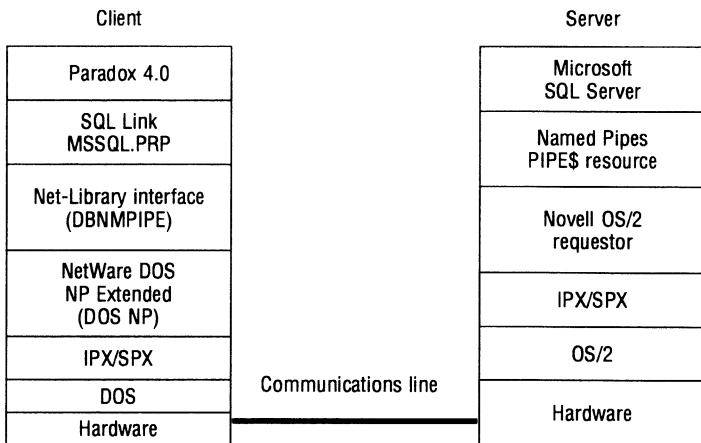 Client
Paradox 4.0
SQL Link
MSSQL.PRP
Net-Library interface
(DBNMPIPE)
NetWare DOS
NP Extended
(DOS NP)
IPX/SPX
DOS
Hardware
Communications line
Server
Microsoft
SQL Server
Named Pipes
PIPE$ resource
Novell OS/2
requestor
IPX/SPX
OS/2
Hardware